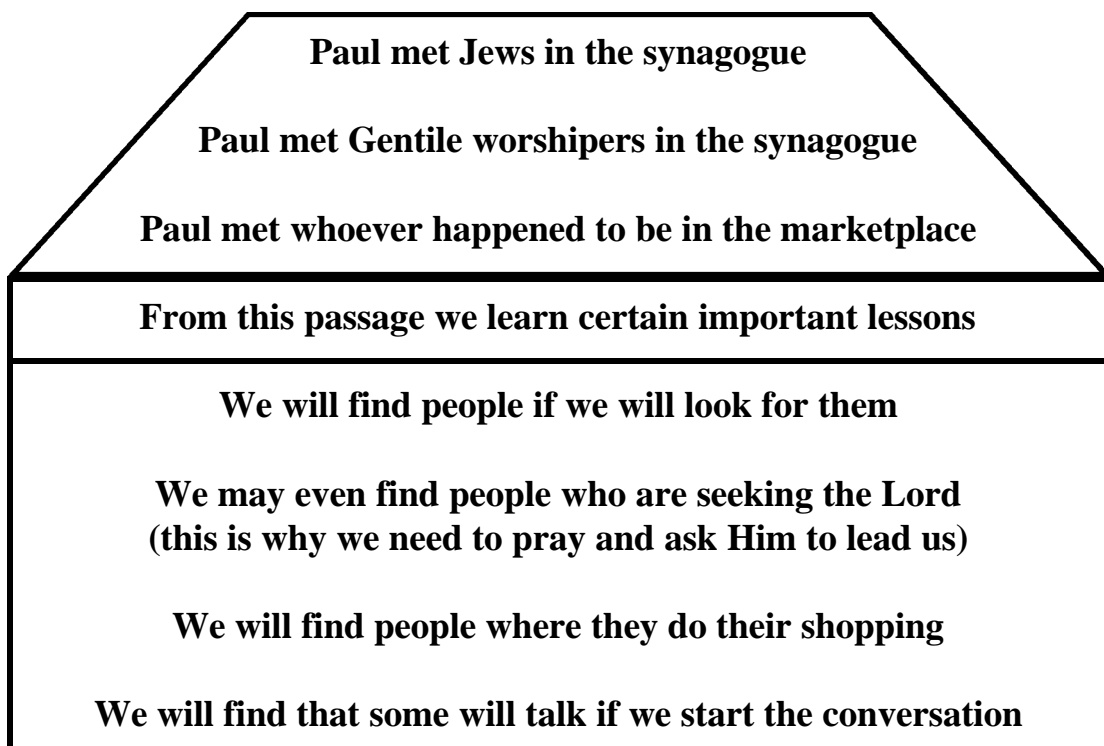 Paul met Jews in the synagogue
Paul met Gentile worshipers in the synagogue
Paul met whoever happened to be in the marketplace
From this passage we learn certain important lessons
We will find people if we will look for them
We may even find people who are seeking the Lord
(this is why we need to pray and ask Him to lead us)
We will find people where they do their shopping
We will find that some will talk if we start the conversation